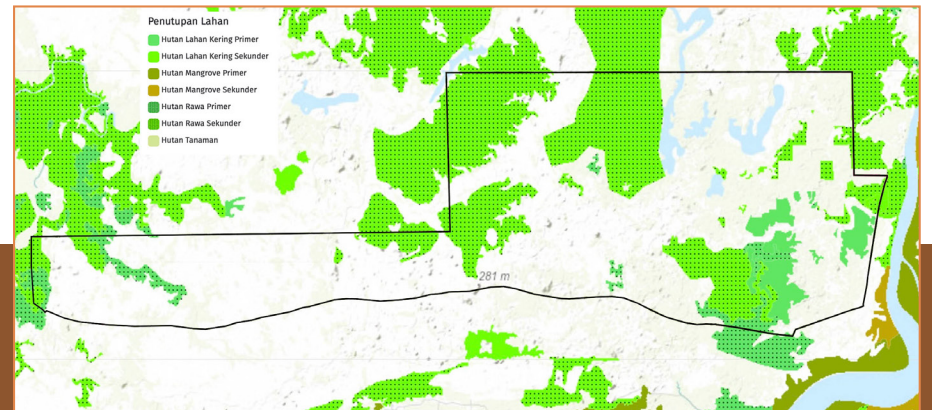 Penutupan Lahan
Hutan Lahan Kering Primer
Hutan Lahan Kering Sekunder
Hutan Mangrove Primer
Hutan Mangrove Sekunder
Hutan Rawa Primer
Hutan Rawa Sekunder
Hutan Tanaman
281 m